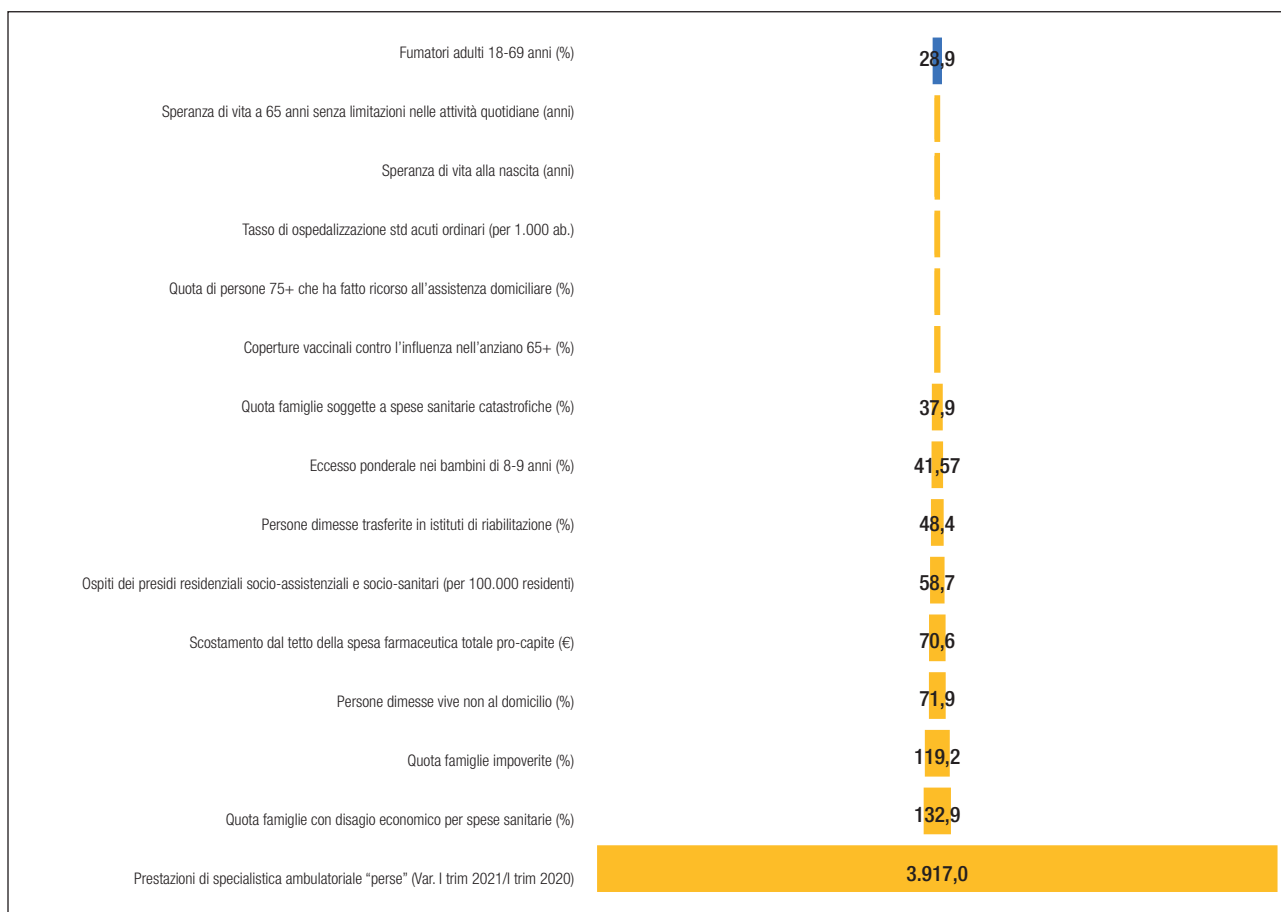 Fumatori adulti 18-69 anni (%)
28,9
Speranza di vita a 65 anni senza limitazioni nelle attività quotidiane (anni)
Speranza di vita alla nascita (anni)
Tasso di ospedalizzazione std acuti ordinari (per 1.000 ab.)
Quota di persone 75+ che ha fatto ricorso all’assistenza domiciliare (%)
Coperture vaccinali contro l’influenza nell’anziano 65+ (%)
Quota famiglie soggette a spese sanitarie catastrofiche (%)
37,9
Eccesso ponderale nei bambini di 8-9 anni (%)
41,57
Persone dimesse trasferite in istituti di riabilitazione (%)
48,4
Ospiti dei presidi residenziali socio-assistenziali e socio-sanitari (per 100.000 residenti)
58,7
Scostamento dal tetto della spesa farmaceutica totale pro-capite (€)
70,6
Persone dimesse vive non al domicilio (%)
71,9
Quota famiglie impoverite (%)
119,2
Quota famiglie con disagio economico per spese sanitarie (%)
132,9
Prestazioni di specialistica ambulatoriale “perse” (Var. I trim 2021/I trim 2020)
3.917,0